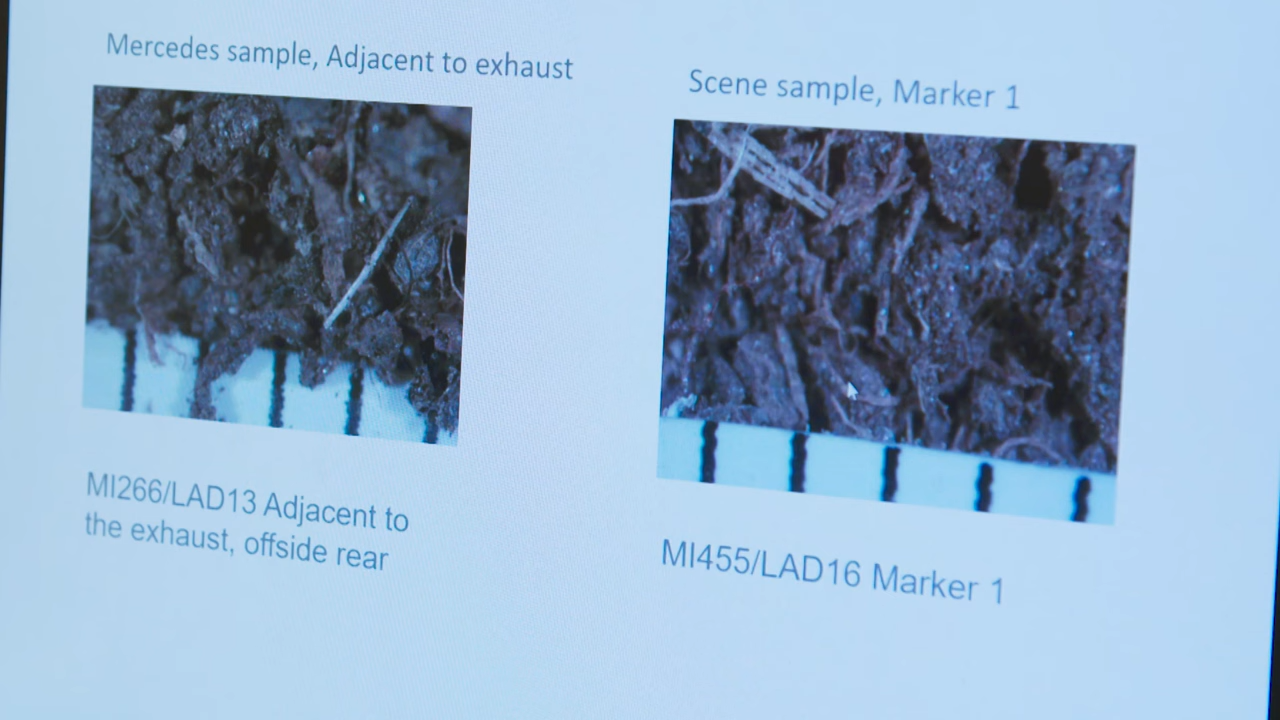 Mercedes sample, Adjacent to exhaust
Scene sample, Marker 1
MI266/LAD13 Adjacent to
the exhaust, offside rear
MI455/LAD16 Marker 1